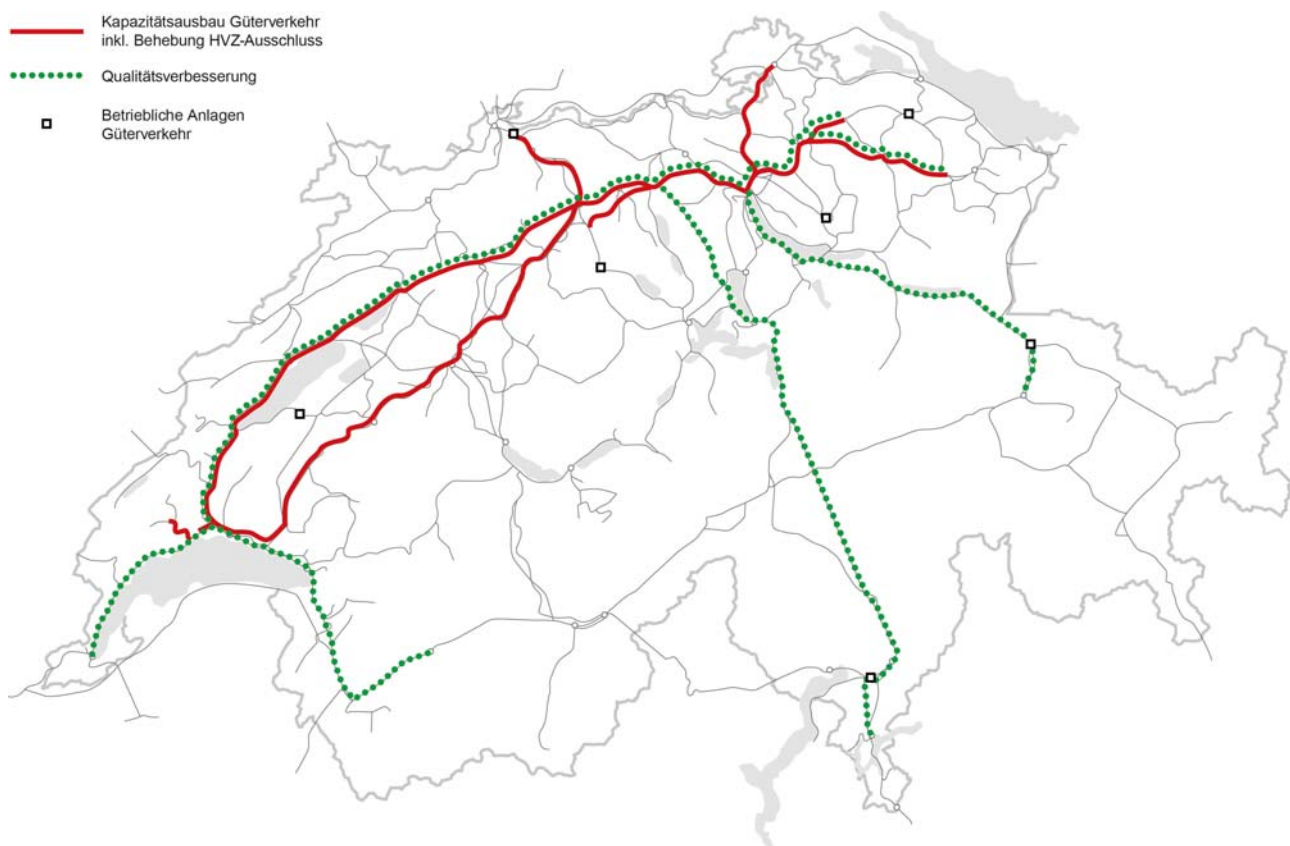 Kapazitätsausbau Güterverkehr
inkl. Behebung HVZ-Ausschluss
Qualitätsverbesserung
Betriebliche Anlagen
Güterverkehr